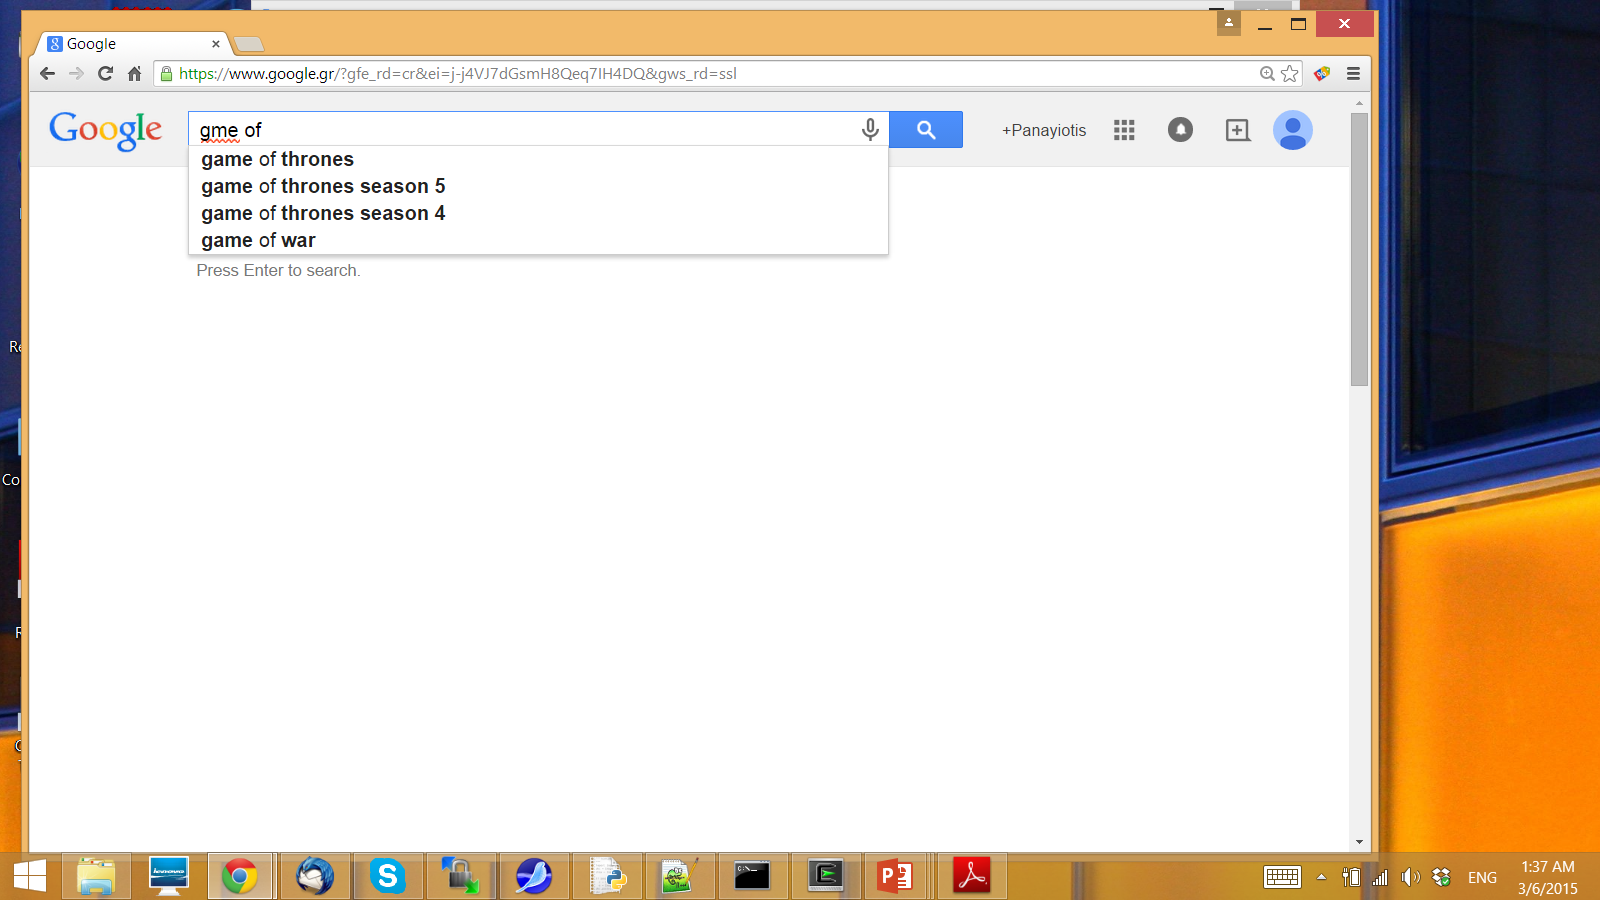 Google
https://www.google.gr/?gfe_rd=cr&ei=j-j4VJ7dGsmH8Qeq7IH4DQ&gws_rd=ssl
Google
gme of
+Panayiotis
game of thrones
game of thrones season 5
game of thrones season 4
game of war
Press Enter to search.
Re
Co
R
ENG
1:37 AM
3/6/2015